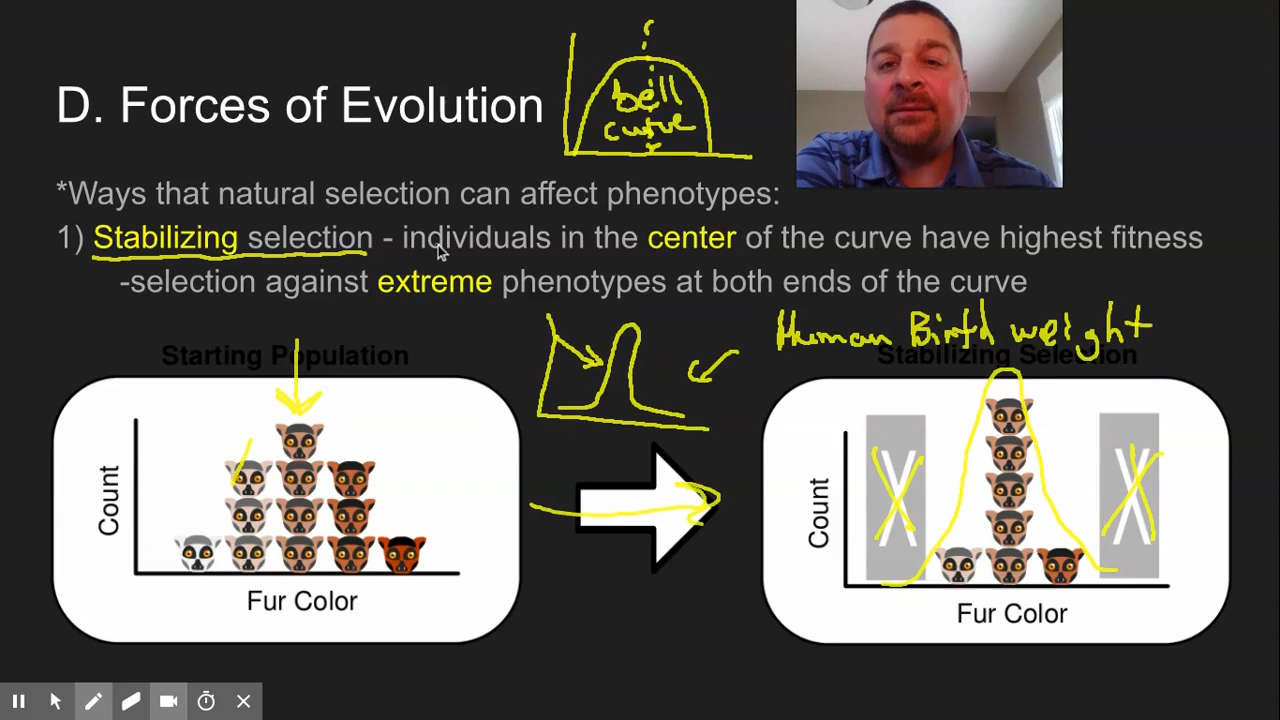 bell
curve
D. Forces of Evolution
*Ways that natural selection can affect phenotypes:
1) Stabilizing selection - individuals in the center of the curve have highest fitness
-selection against extreme phenotypes at both ends of the curve
Human Birth weight
Starting Population
Stabilizing Selection
Count
Fur Color
X
X
Count
Fur Color